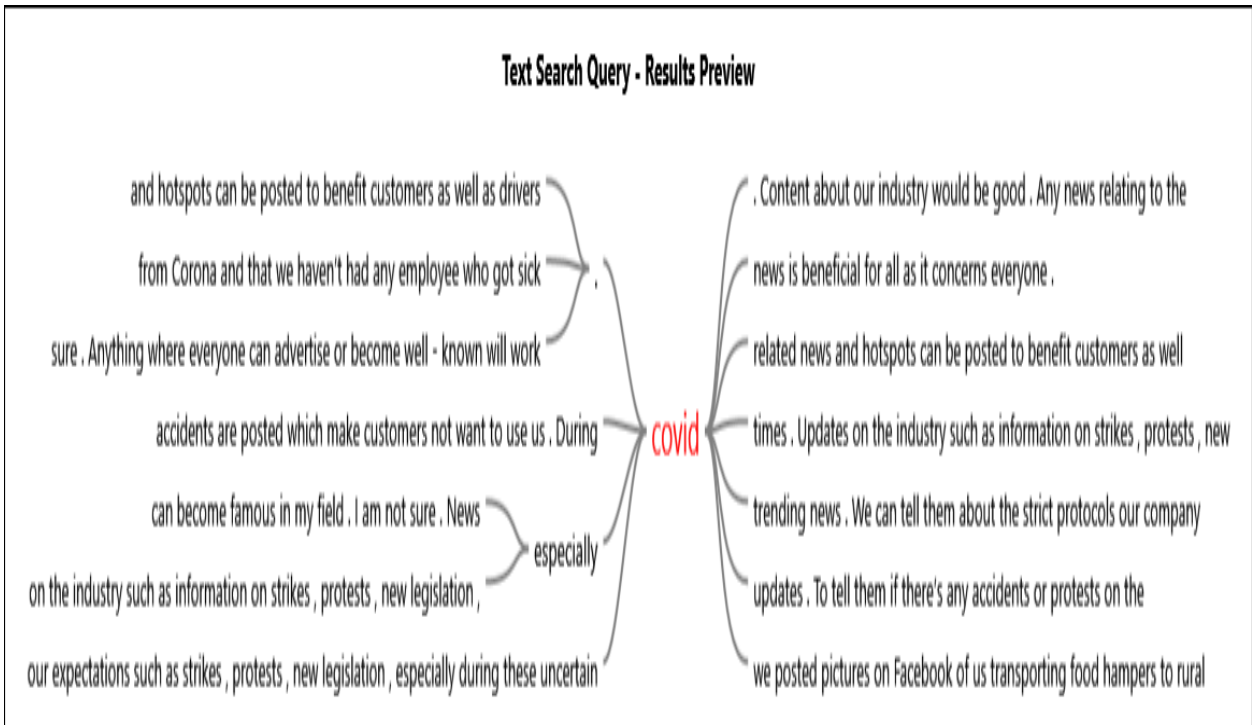 Text Search Query - Results Preview
and hotspots can be posted to benefit customers as well as drivers
from Corona and that we haven't had any employee who got sick
.
sure . Anything where everyone can advertise or become well - known will work
accidents are posted which make customers not want to use us . During
can become famous in my field . I am not sure . News
especially
on the industry such as information on strikes , protests , new legislation ,
our expectations such as strikes , protests , new legislation , especially during these uncertain
covid
. Content about our industry would be good . Any news relating to the
news is beneficial for all as it concerns everyone .
related news and hotspots can be posted to benefit customers as well
times . Updates on the industry such as information on strikes , protests , new
trending news . We can tell them about the strict protocols our company
updates . To tell them if there's any accidents or protests on the
we posted pictures on Facebook of us transporting food hampers to rural